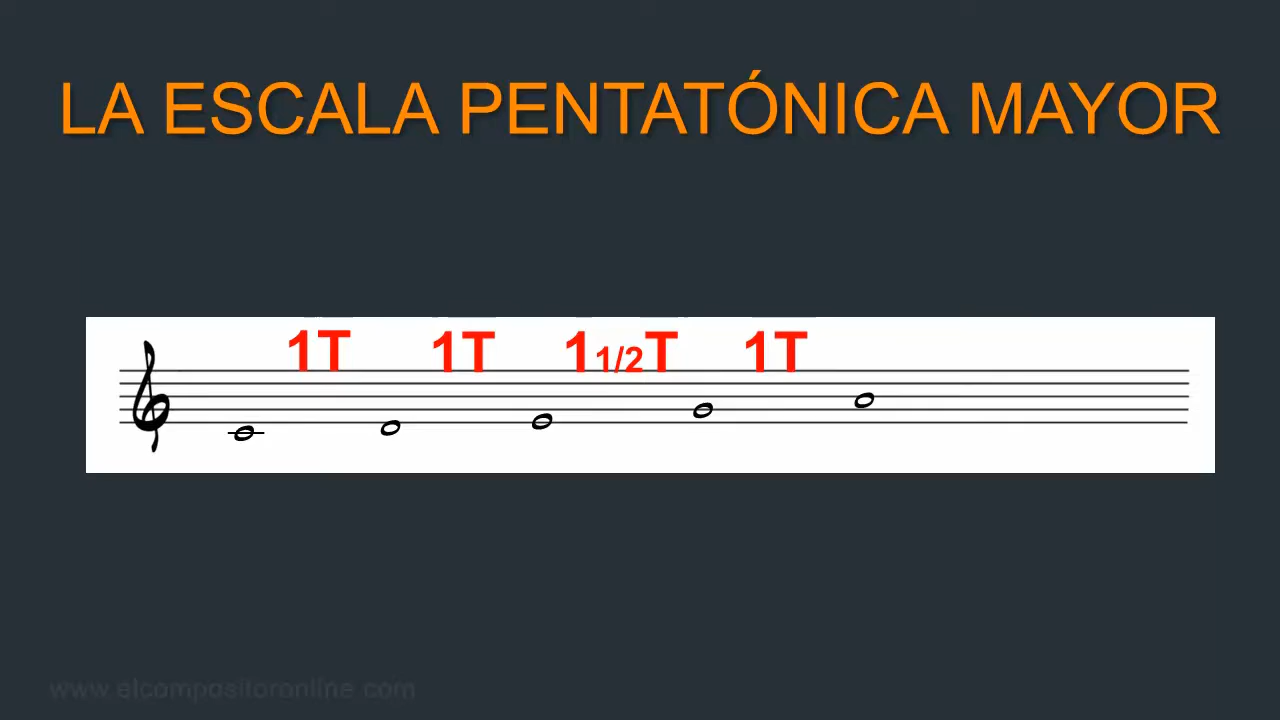 LA ESCALA PENTATÓNICA MAYOR
1T 1T 11/2T 1T
www.elcompositoronline.com